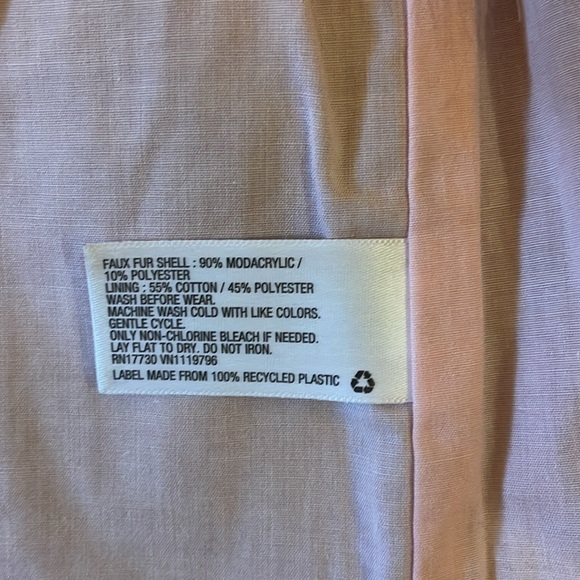 FAUX FUR SHELL : 90% MODACRYLIC /
10% POLYESTER
LINING : 55% COTTON / 45% POLYESTER
WASH BEFORE WEAR.
MACHINE WASH COLD WITH LIKE COLORS.
GENTLE CYCLE.
ONLY NON-CHLORINE BLEACH IF NEEDED.
LAY FLAT TO DRY. DO NOT IRON.
RN17730 VN1119796
LABEL MADE FROM 100% RECYCLED PLASTIC